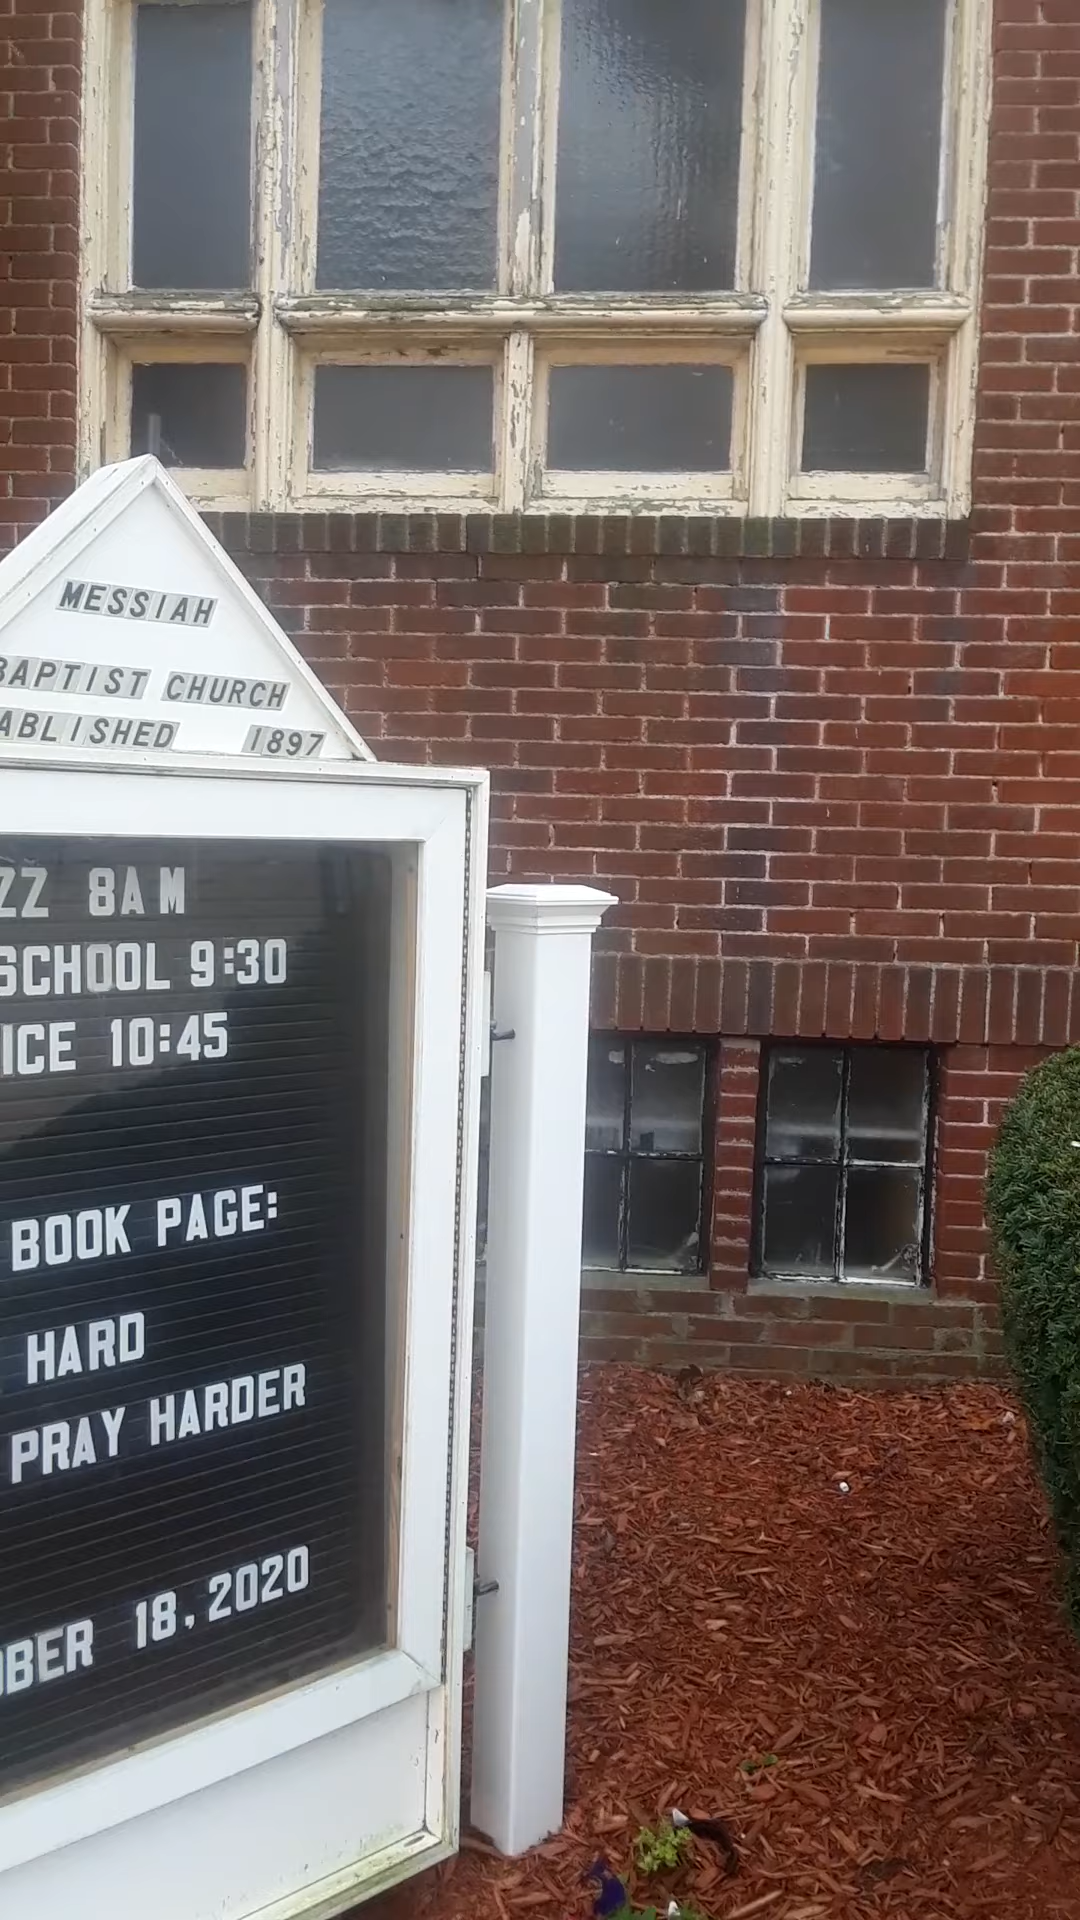 MESSIAH
BAPTIST CHURCH
ABLISHED 1897
ZZ 8AM
SCHOOL 9:30
ICE 10:45
BOOK PAGE:
HARD
PRAY HARDER
OBER 18, 2020